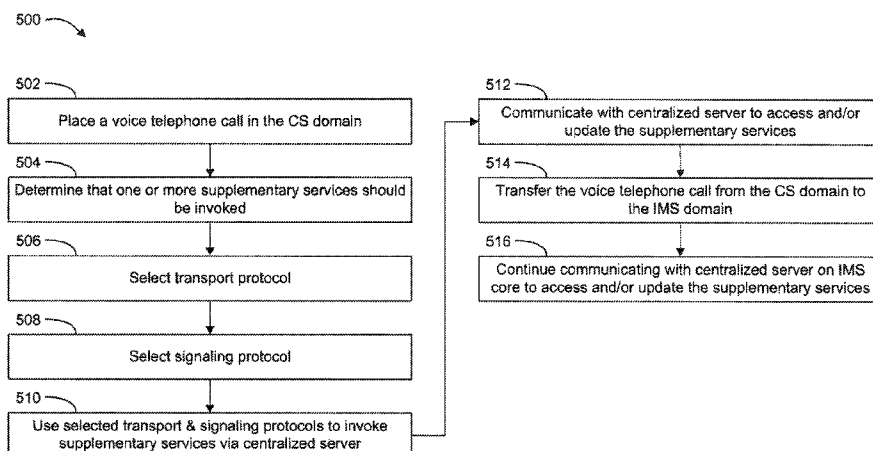 500
502
Place a voice telephone call in the CS domain
504
Determine that one or more supplementary services should
be invoked
506
Select transport protocol
508
Select signaling protocol
510
Use selected transport & signaling protocols to invoke
supplementary services via centralized server
512
Communicate with centralized server to access and/or
update the supplementary services
514
Transfer the voice telephone call from the CS domain to
the IMS domain
516
Continue communicating with centralized server on IMS
core to access and/or update the supplementary services